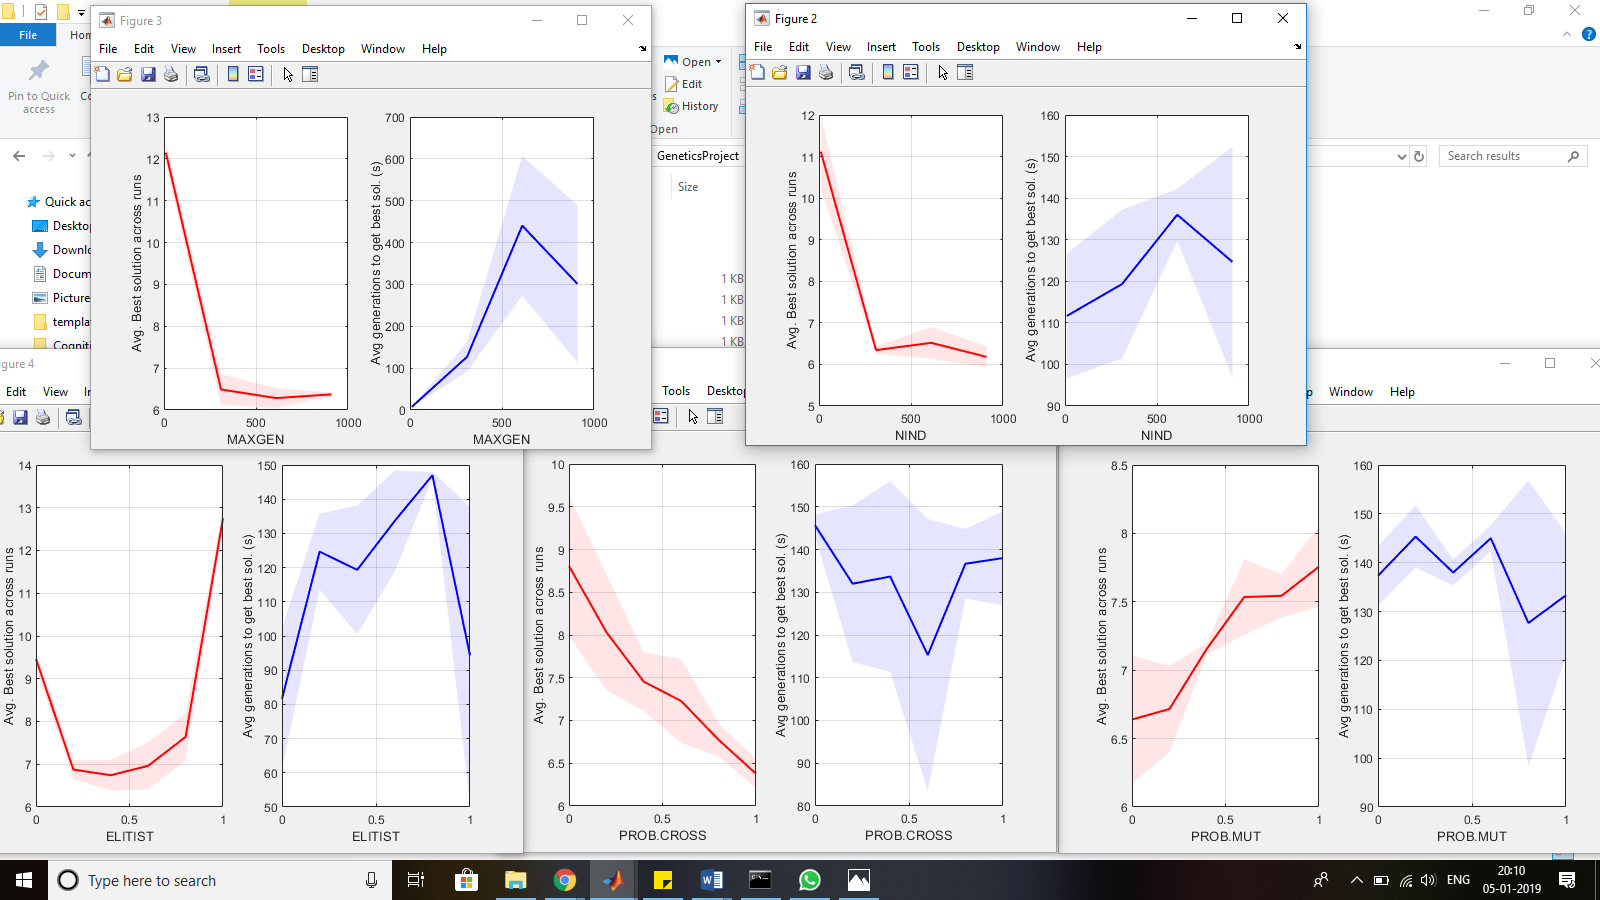 File
Hom
Pin to Quick
access
Co
Open
Edit
History
Open
GeneticsProject
Search results
Size
Quick ac
Deskto
Downlo
Docum
Picture
templa
Cogniti
1 KB
1 KB
1 KB
1 KB
Figure 3
File Edit View Insert Tools Desktop Window Help
13
12
11
10
9
8
7
6
0 500 1000
MAXGEN
Avg. Best solution across runs
700
600
500
400
300
200
100
0
0 500 1000
MAXGEN
Avg generations to get best sol. (s)
Figure 2
File Edit View Insert Tools Desktop Window Help
12
11
10
9
8
7
6
5
0 500 1000
NIND
Avg. Best solution across runs
160
150
140
130
120
110
100
90
0 500 1000
NIND
Avg generations to get best sol. (s)
igure 4
Edit View In
14
13
12
11
10
9
8
7
6
0 0.5 1
ELITIST
Avg. Best solution across runs
150
140
130
120
110
100
90
80
70
60
50
0 0.5 1
ELITIST
Avg generations to get best sol. (s)
Tools Deskto
10
9.5
9
8.5
8
7.5
7
6.5
6
0 0.5 1
PROB.CROSS
Avg. Best solution across runs
160
150
140
130
120
110
100
90
80
0 0.5 1
PROB.CROSS
Avg generations to get best sol. (s)
p Window Help
8.5
8
7.5
7
6.5
6
0 0.5 1
PROB.MUT
Avg. Best solution across runs
160
150
140
130
120
110
100
90
0 0.5 1
PROB.MUT
Avg generations to get best sol. (s)
Type here to search
ENG
20:10
05-01-2019